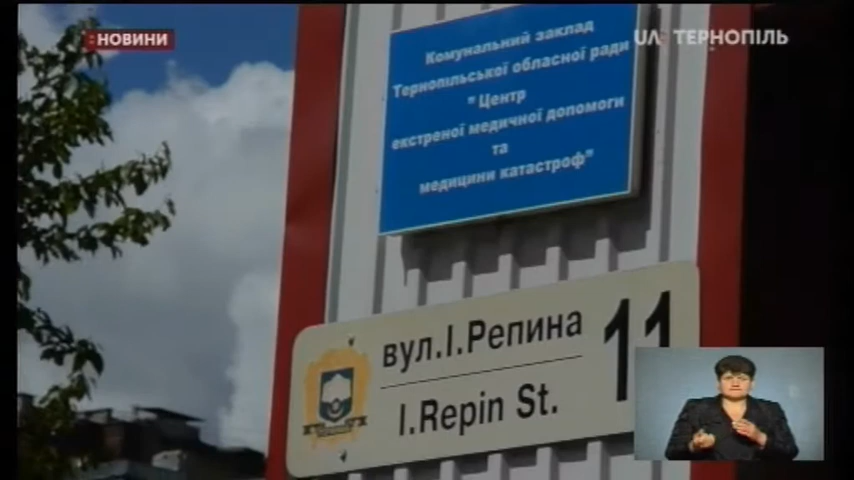 НОВИНИ
UA: ТЕРНОПІЛЬ
Комунальний заклад
Тернопільської обласної ради
"Центр
екстреної медичної допомоги
та
медицини катастроф"
вул.І.Репина
I.Repin St.
11